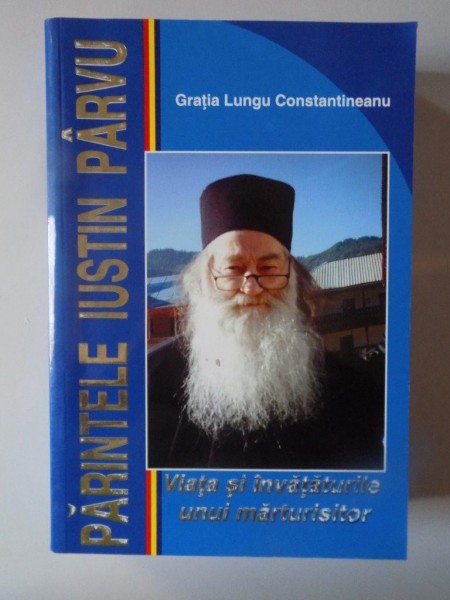 Grația Lungu Constantineanu
PĂRINTELE IUSTIN PÂRVU
Viața și învățăturile
unui mărturisitor